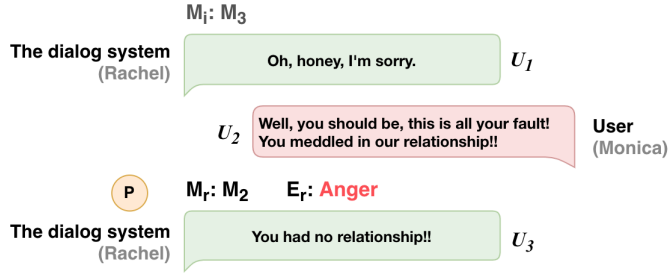 Mi: M3
The dialog system
(Rachel)
Oh, honey, I'm sorry.
U1
U2
Well, you should be, this is all your fault!
You meddled in our relationship!!
User
(Monica)
P
Mr: M2 Er: Anger
The dialog system
(Rachel)
You had no relationship!!
U3